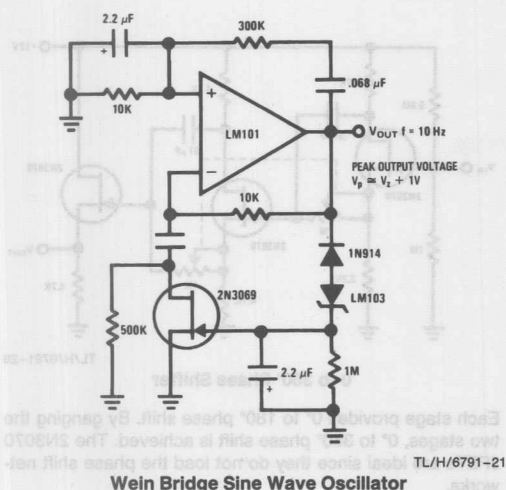 2.2 μF
+
300K
.068 μF
10K
+
LM101
VOUT f = 10 Hz
PEAK OUTPUT VOLTAGE
Vp ≅ Vz + 1V
−
10K
1N914
2N3069
LM103
500K
2.2 μF
+
1M
0° to 360° Phase Shifter
Each stage provides 0° to 180° phase shift. By ganging the
two stages, 0° to 360° phase shift is achieved. The 2N3070
are ideal since they do not load the phase shift net-
works.
TL/H/6791–21
Wein Bridge Sine Wave Oscillator